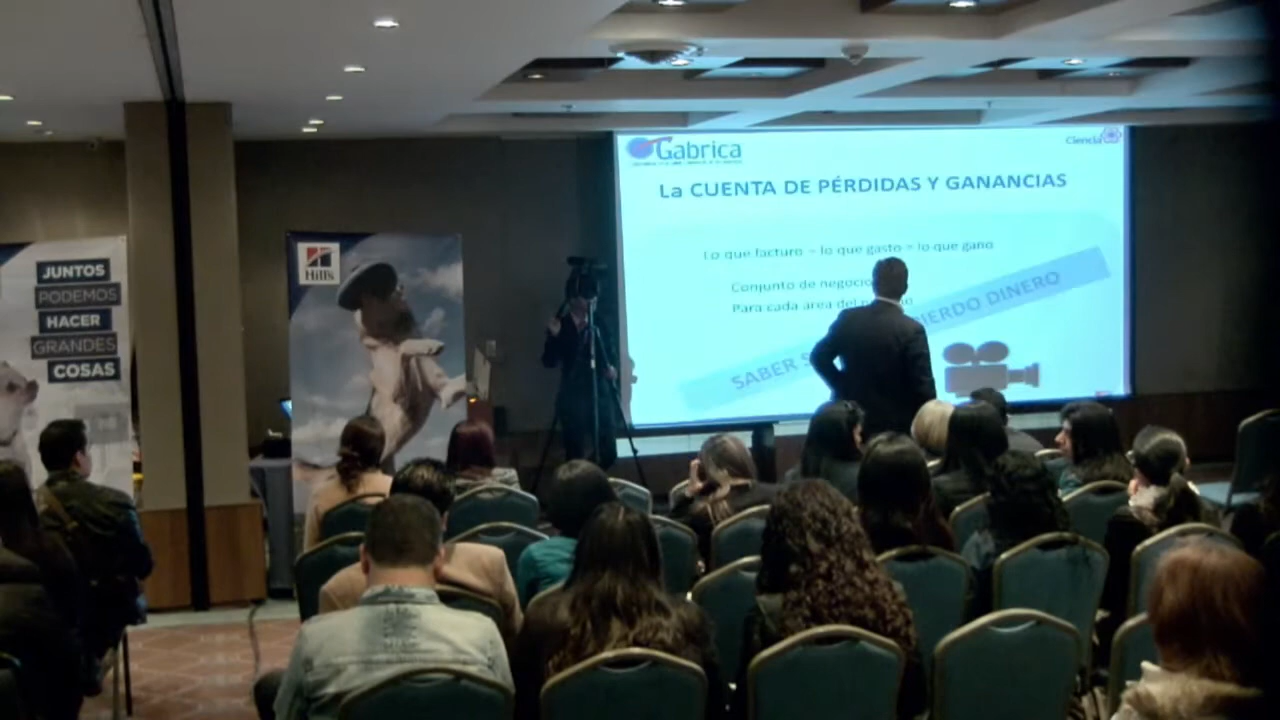 JUNTOS
PODEMOS
HACER
GRANDES
COSAS
Hill's
Gabrica
Ciencia
La CUENTA DE PÉRDIDAS Y GANANCIAS
Lo que facturo – lo que gasto = lo que gano
Conjunto de negocio
Para cada área del
SABER PIERDO DINERO